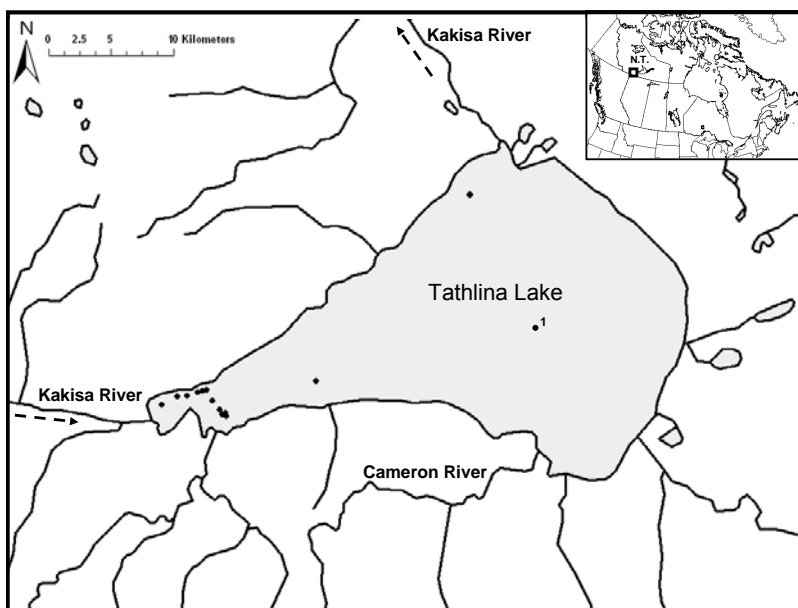 N
0 2.5 5 10 Kilometers
Kakisa River
N.T.
Tathlina Lake
1
Kakisa River
Cameron River